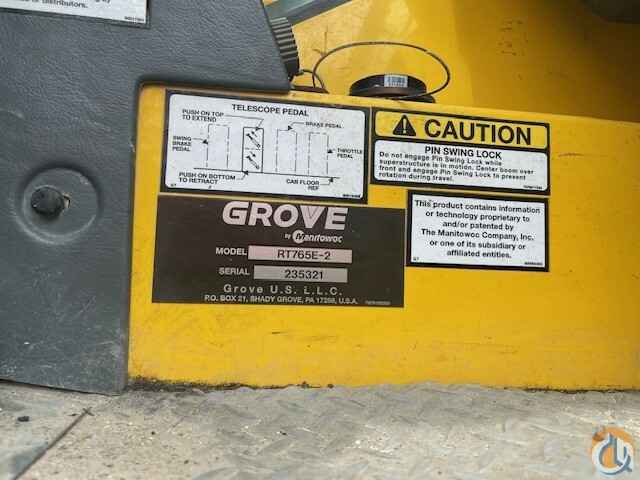 or distributors.
TELESCOPE PEDAL
PUSH ON TOP
TO EXTEND
BRAKE PEDAL
SWING
BRAKE
PEDAL
THROTTLE
PEDAL
PUSH ON BOTTOM
TO RETRACT
CAB FLOOR
REF
CAUTION
PIN SWING LOCK
Do not engage Pin Swing Lock while
superstructure is in motion. Center boom over
front and engage Pin Swing Lock to prevent
rotation during travel.
This product contains information
or technology proprietary to
and/or patented by
The Manitowoc Company, Inc.
or one of its subsidiary or
affiliated entities.
GROVE
by Manitowoc
MODEL RT765E-2
SERIAL 235321
Grove U.S. L.L.C.
P.O. BOX 21, SHADY GROVE, PA 17256, U.S.A.